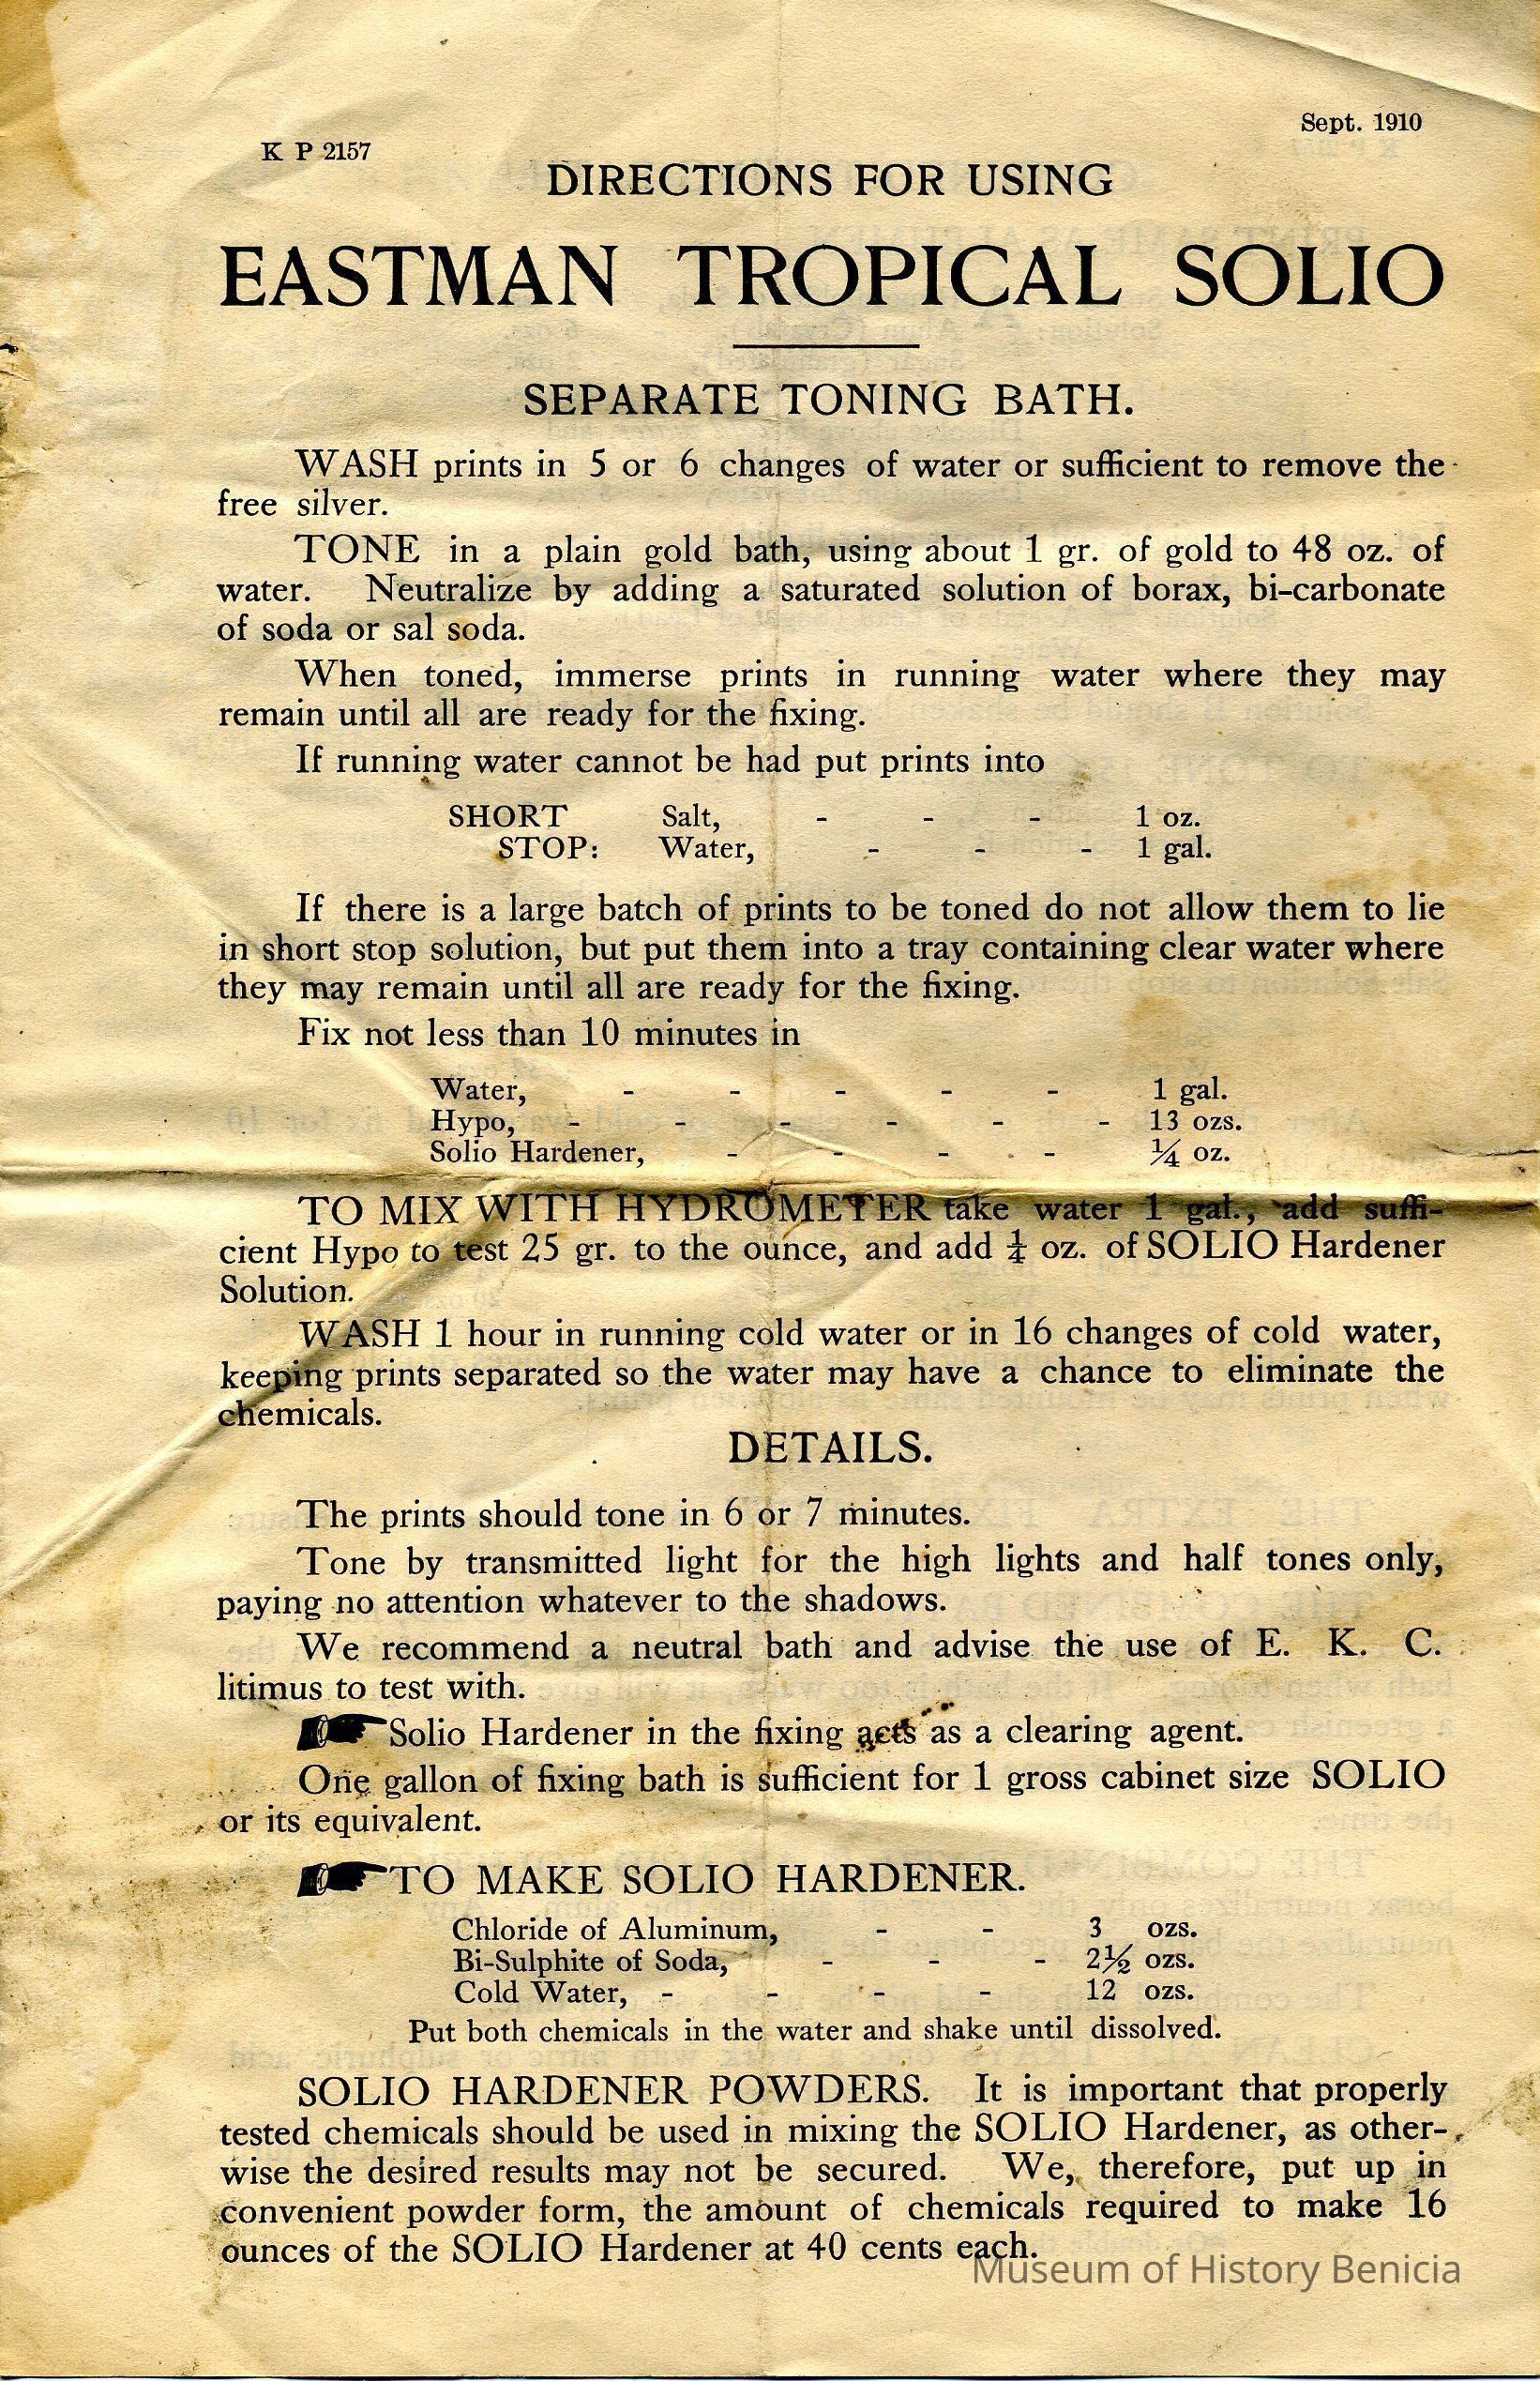 Sept. 1910
K P 2157
DIRECTIONS FOR USING
EASTMAN TROPICAL SOLIO
SEPARATE TONING BATH.
WASH prints in 5 or 6 changes of water or sufficient to remove the
free silver.
TONE in a plain gold bath, using about 1 gr. of gold to 48 oz. of
water. Neutralize by adding a saturated solution of borax, bi-carbonate
of soda or sal soda.
When toned, immerse prints in running water where they may
remain until all are ready for the fixing.
If running water cannot be had put prints into
SHORT Salt, - - - 1 oz.
STOP: Water, - - - 1 gal.
If there is a large batch of prints to be toned do not allow them to lie
in short stop solution, but put them into a tray containing clear water where
they may remain until all are ready for the fixing.
Fix not less than 10 minutes in
Water, - - - - - 1 gal.
Hypo, - - - - - - 13 ozs.
Solio Hardener, - - - - ¼ oz.
TO MIX WITH HYDROMETER take water 1 gal., add suffi-
cient Hypo to test 25 gr. to the ounce, and add ¼ oz. of SOLIO Hardener
Solution.
WASH 1 hour in running cold water or in 16 changes of cold water,
keeping prints separated so the water may have a chance to eliminate the
chemicals.
DETAILS.
The prints should tone in 6 or 7 minutes.
Tone by transmitted light for the high lights and half tones only,
paying no attention whatever to the shadows.
We recommend a neutral bath and advise the use of E. K. C.
litimus to test with.
Solio Hardener in the fixing acts as a clearing agent.
One gallon of fixing bath is sufficient for 1 gross cabinet size SOLIO
or its equivalent.
TO MAKE SOLIO HARDENER.
Chloride of Aluminum, - - 3 ozs.
Bi-Sulphite of Soda, - - - 2½ ozs.
Cold Water, - - - - 12 ozs.
Put both chemicals in the water and shake until dissolved.
SOLIO HARDENER POWDERS. It is important that properly
tested chemicals should be used in mixing the SOLIO Hardener, as other-
wise the desired results may not be secured. We, therefore, put up in
convenient powder form, the amount of chemicals required to make 16
ounces of the SOLIO Hardener at 40 cents each.
Museum of History Benicia